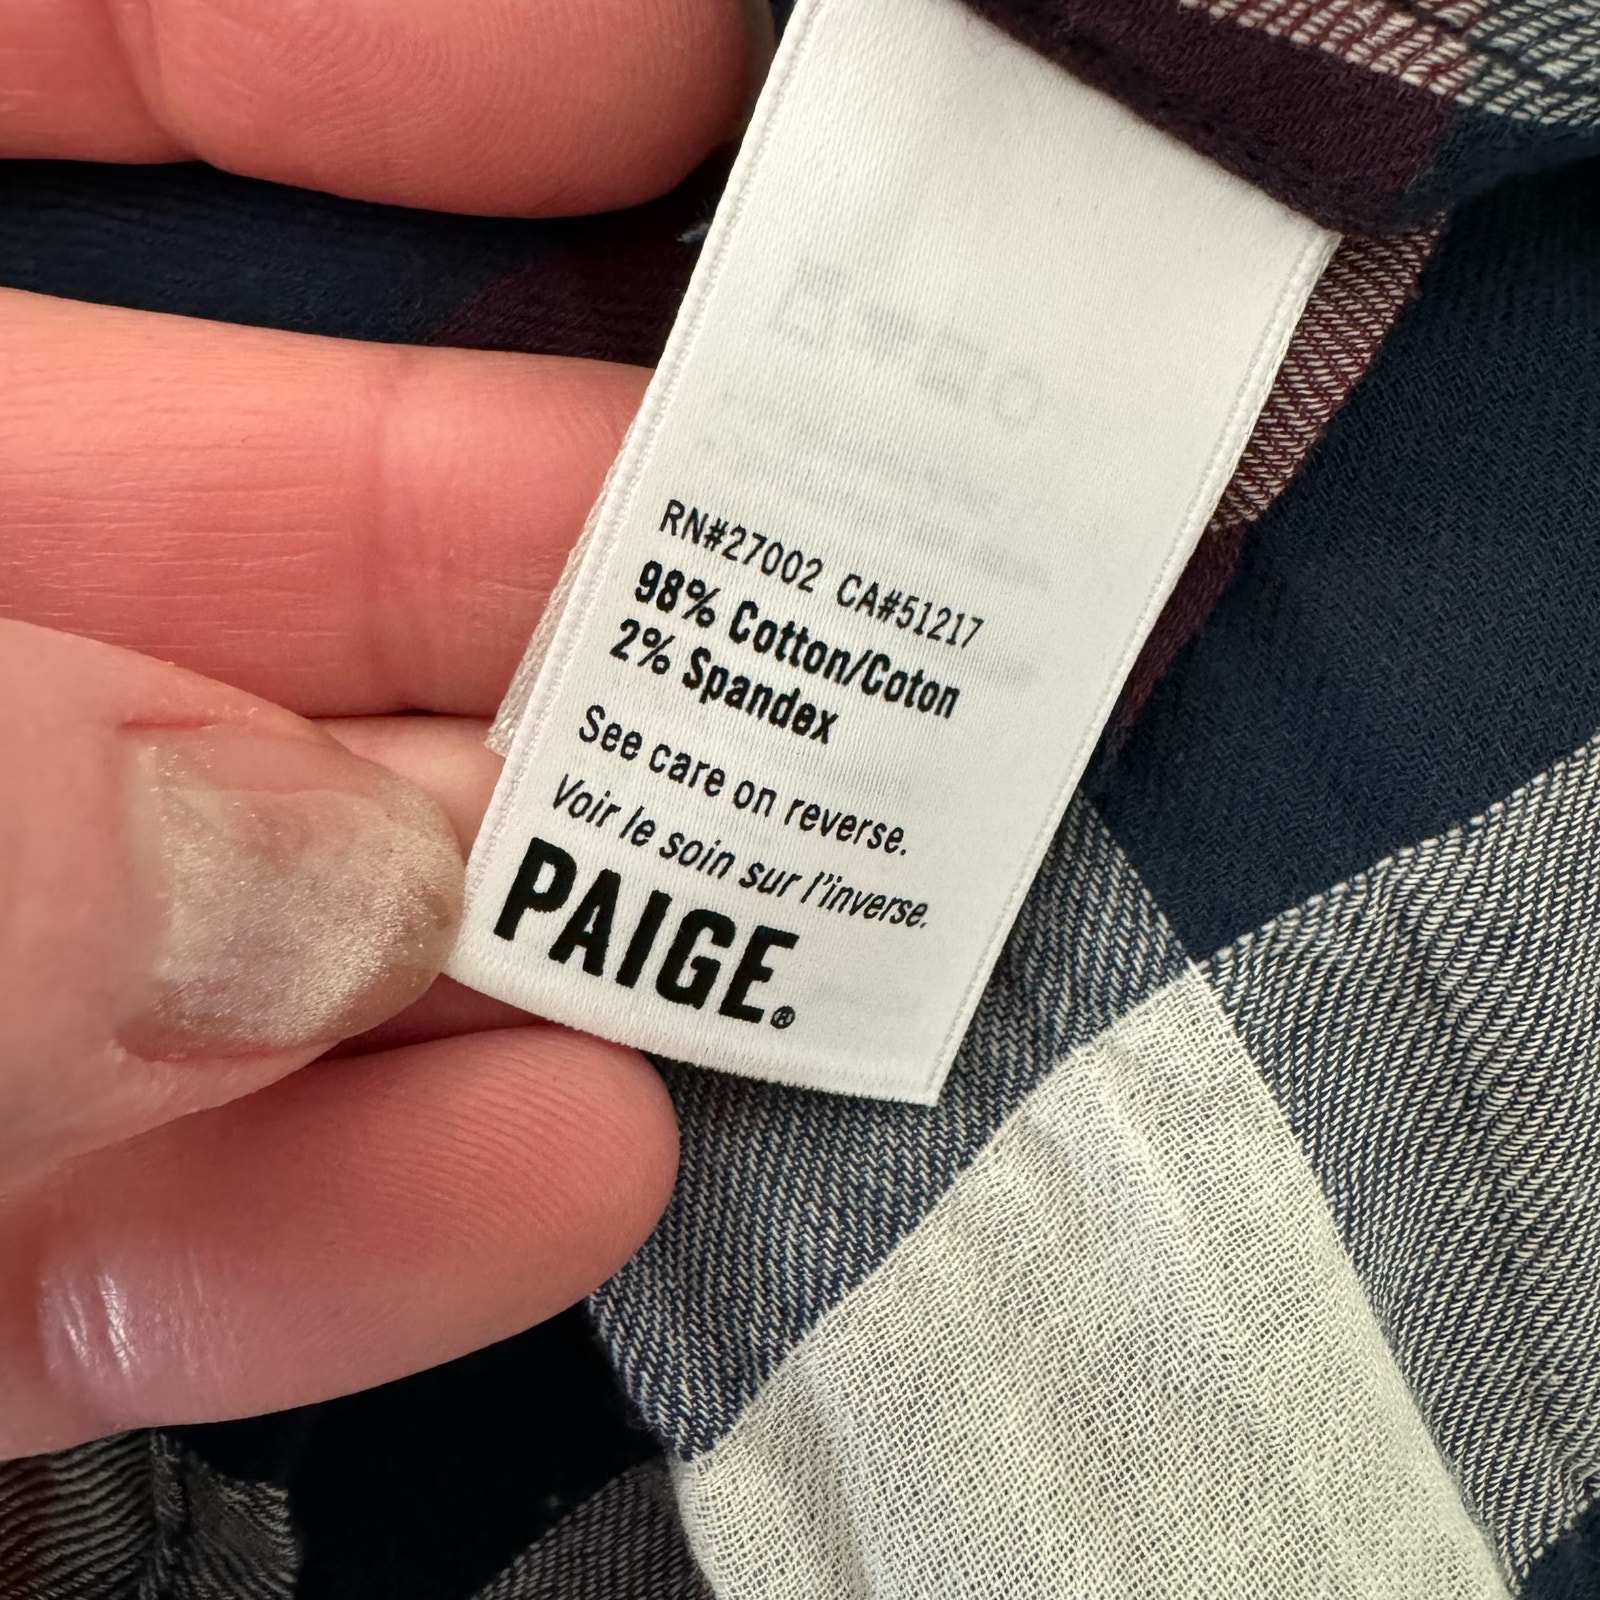 RN#27002 CA#51217
98% Cotton/Coton
2% Spandex
See care on reverse.
Voir le soin sur l'inverse.
PAIGE®